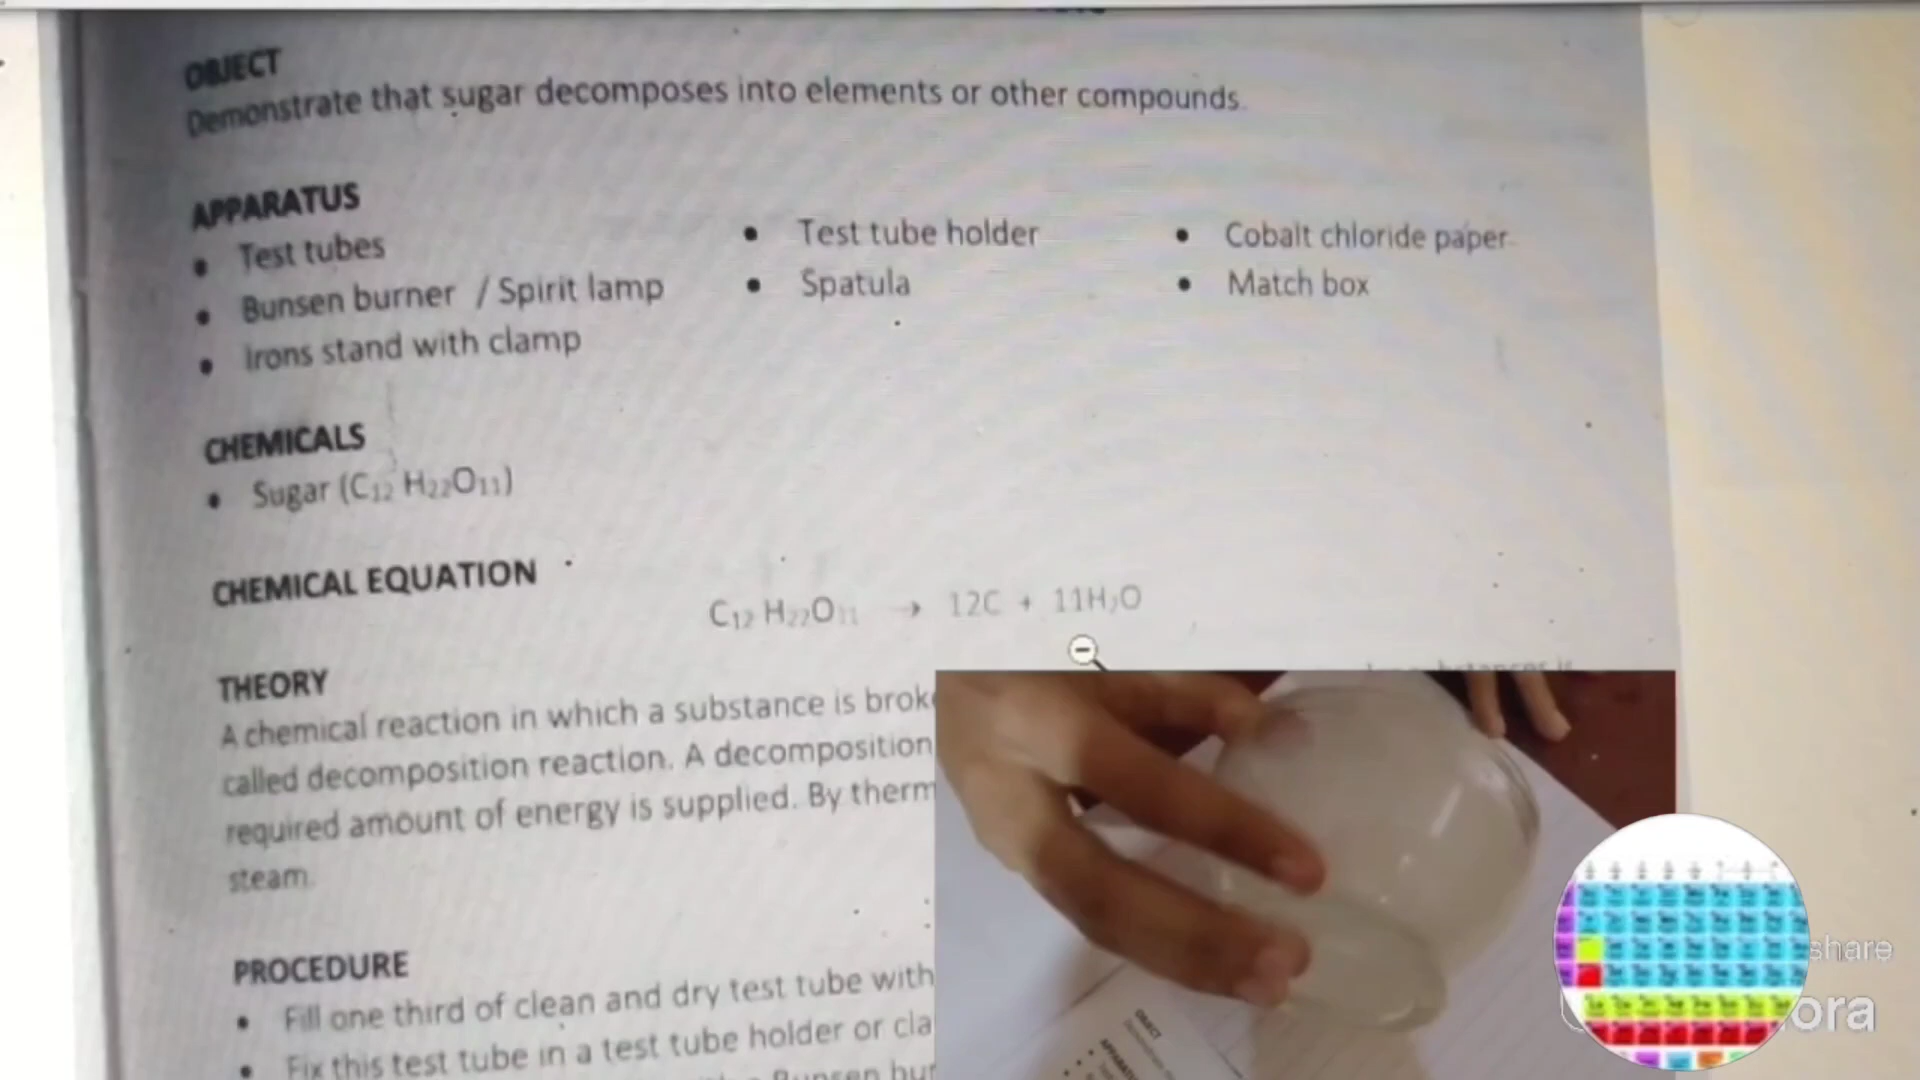 OBJECT
Demonstrate that sugar decomposes into elements or other compounds.
APPARATUS
• Test tubes
• Bunsen burner / Spirit lamp
• Irons stand with clamp
• Test tube holder
• Spatula
• Cobalt chloride paper
• Match box
CHEMICALS
• Sugar (C₁₂ H₂₂O₁₁)
CHEMICAL EQUATION
C₁₂ H₂₂O₁₁ → 12C + 11H₂O
THEORY
A chemical reaction in which a substance is brok
called decomposition reaction. A decomposition
required amount of energy is supplied. By therm
steam.
PROCEDURE
• Fill one third of clean and dry test tube with
• Fix this test tube in a test tube holder or cla
OBJECT
share
ora